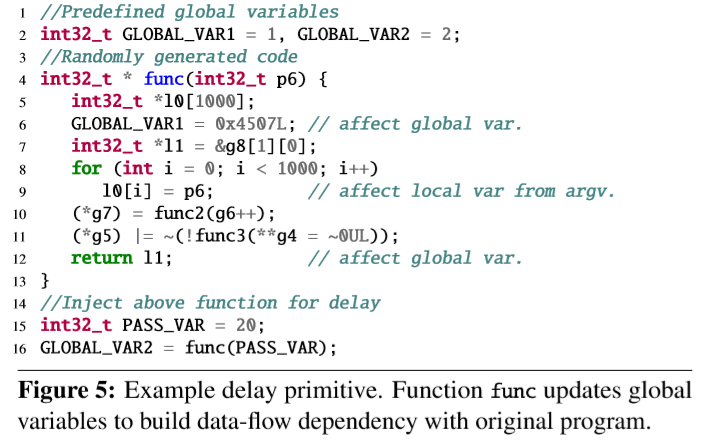 1 //Predefined global variables
2 int32_t GLOBAL_VAR1 = 1, GLOBAL_VAR2 = 2;
3 //Randomly generated code
4 int32_t * func(int32_t p6) {
5 int32_t *l0[1000];
6 GLOBAL_VAR1 = 0x4507L; // affect global var.
7 int32_t *l1 = &g8[1][0];
8 for (int i = 0; i < 1000; i++)
9 l0[i] = p6; // affect local var from argv.
10 (*g7) = func2(g6++);
11 (*g5) |= ~(!func3(**g4 = ~0UL));
12 return l1; // affect global var.
13 }
14 //Inject above function for delay
15 int32_t PASS_VAR = 20;
16 GLOBAL_VAR2 = func(PASS_VAR);
Figure 5: Example delay primitive. Function func updates global
variables to build data-flow dependency with original program.